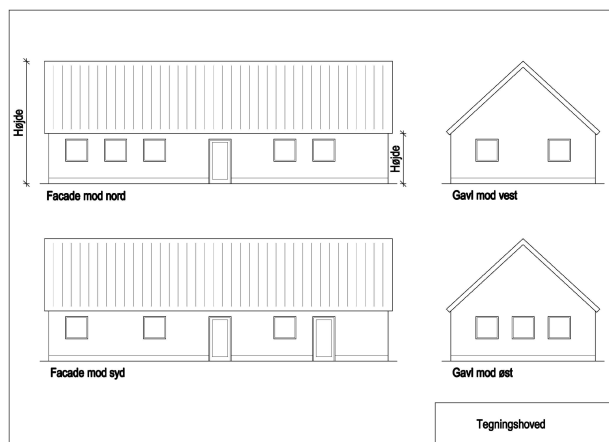 Højde
Højde
Facade mod nord
Gavl mod vest
Facade mod syd
Gavl mod øst
Tegningshoved